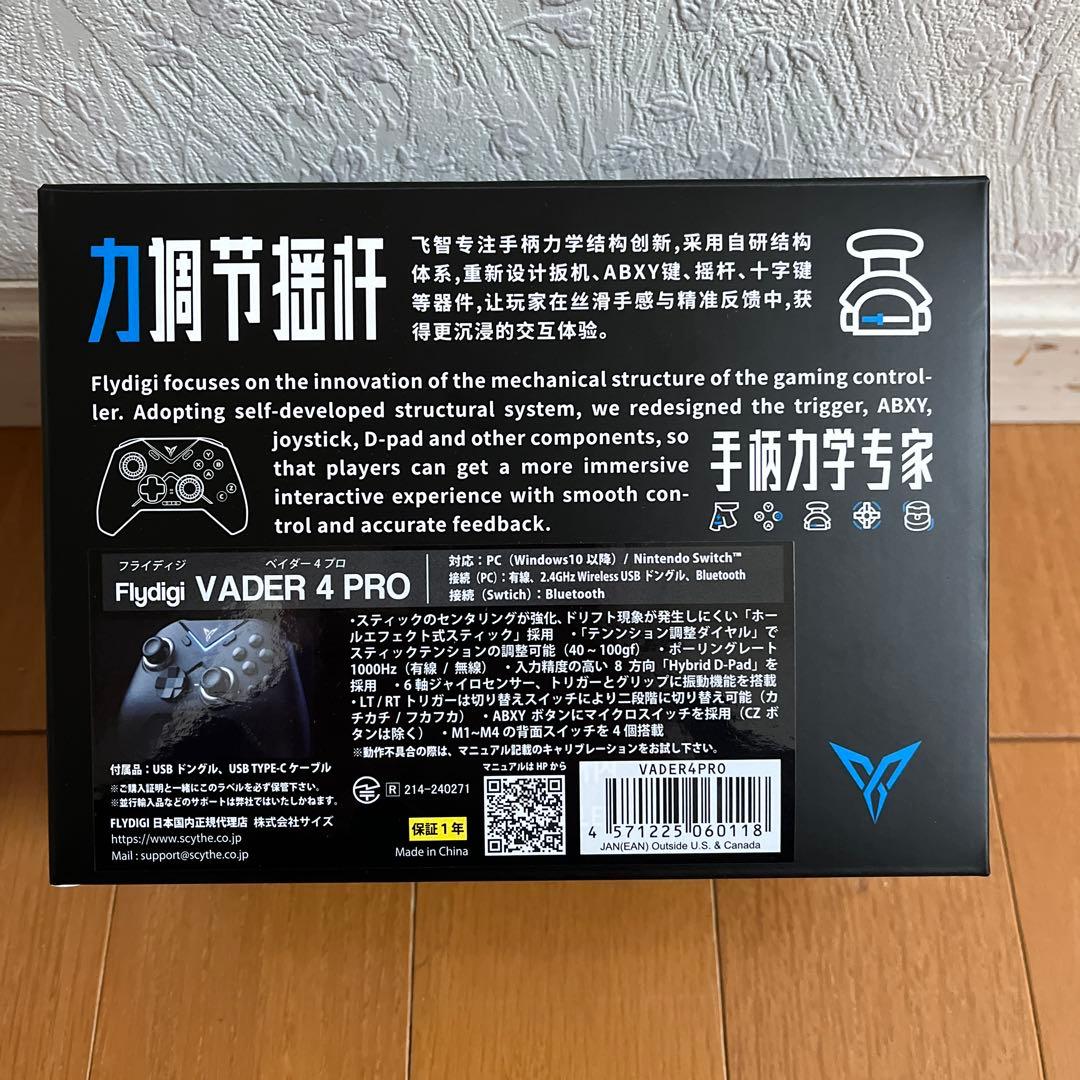 力调节摇杆
飞智专注手柄力学结构创新,采用自研结构
体系,重新设计扳机、ABXY键、摇杆、十字键
等器件,让玩家在丝滑手感与精准反馈中,获
得更沉浸的交互体验。
Flydigi focuses on the innovation of the mechanical structure of the gaming control-
ler. Adopting self-developed structural system, we redesigned the trigger, ABXY,
joystick, D-pad and other components, so
that players can get a more immersive
interactive experience with smooth con-
trol and accurate feedback.
手柄力学专家
フライディジ ベイダー 4 プロ
Flydigi VADER 4 PRO
対応：PC（Windows10 以降）/ Nintendo Switch™
接続（PC）：有線、2.4GHz Wireless USB ドングル、Bluetooth
接続（Swtich）：Bluetooth
・スティックのセンタリングが強化、ドリフト現象が発生しにくい「ホー
ルエフェクト式スティック」採用 ・「テンンション調整ダイヤル」で
スティックテンションの調整可能（40～100gf） ・ポーリングレート
1000Hz（有線 / 無線） ・入力精度の高い 8 方向「Hybrid D-Pad」を
採用 ・6 軸ジャイロセンサー、トリガーとグリップに振動機能を搭載
・LT / RT トリガーは切り替えスイッチにより二段階に切り替え可能（カ
チカチ / フカフカ） ・ABXY ボタンにマイクロスイッチを採用（CZ ボ
タンは除く） ・M1~M4 の背面スイッチを 4 個搭載
※動作不具合の際は、マニュアル記載のキャリブレーションをお試し下さい。
付属品：USB ドングル、USB TYPE-C ケーブル
※ご購入証明と一緒にこのラベルを必ず保管下さい。
※並行輸入品などのサポートは弊社ではいたしかねます。
FLYDIGI 日本国内正規代理店 株式会社サイズ
https://www.scythe.co.jp
Mail : support@scythe.co.jp
R 214-240271
保証 1 年
Made in China
マニュアルは HP から
VADER4PRO
4 571225 060118
JAN(EAN) Outside U.S. & Canada